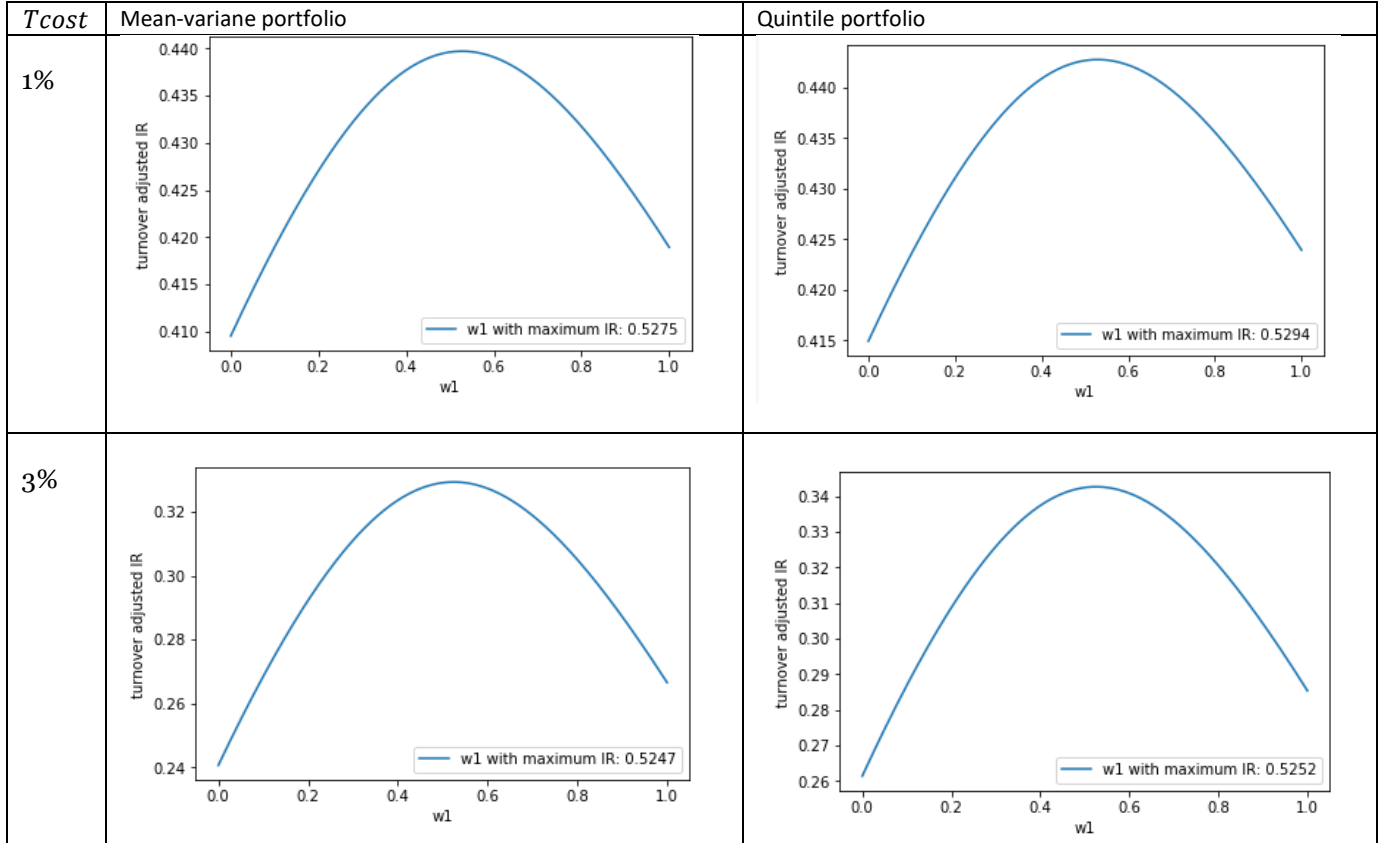 Tcost Mean-variane portfolio Quintile portfolio
1%
0.440
0.435
0.430
0.425
0.420
0.415
0.410
turnover adjusted IR
w1 with maximum IR: 0.5275
0.0 0.2 0.4 0.6 0.8 1.0
w1
0.440
0.435
0.430
0.425
0.420
0.415
turnover adjusted IR
w1 with maximum IR: 0.5294
0.0 0.2 0.4 0.6 0.8 1.0
w1
3%
0.32
0.30
0.28
0.26
0.24
turnover adjusted IR
w1 with maximum IR: 0.5247
0.0 0.2 0.4 0.6 0.8 1.0
w1
0.34
0.33
0.32
0.31
0.30
0.29
0.28
0.27
0.26
turnover adjusted IR
w1 with maximum IR: 0.5252
0.0 0.2 0.4 0.6 0.8 1.0
w1